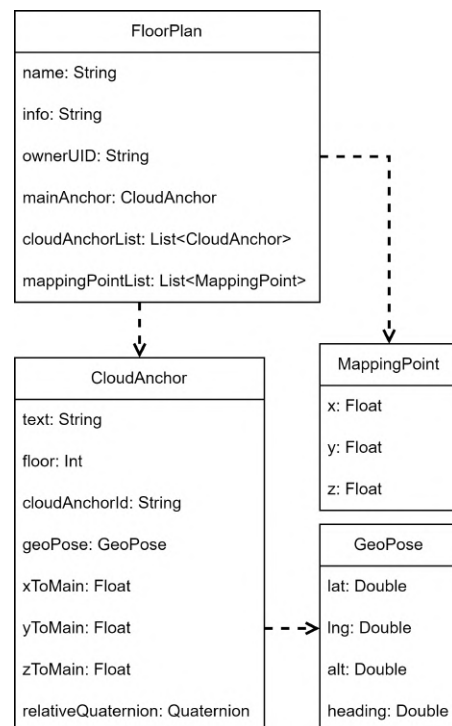 FloorPlan
name: String
info: String
ownerUID: String
mainAnchor: CloudAnchor
cloudAnchorList: List<CloudAnchor>
mappingPointList: List<MappingPoint>
CloudAnchor
text: String
floor: Int
cloudAnchorId: String
geoPose: GeoPose
xToMain: Float
yToMain: Float
zToMain: Float
relativeQuaternion: Quaternion
MappingPoint
x: Float
y: Float
z: Float
GeoPose
lat: Double
lng: Double
alt: Double
heading: Double